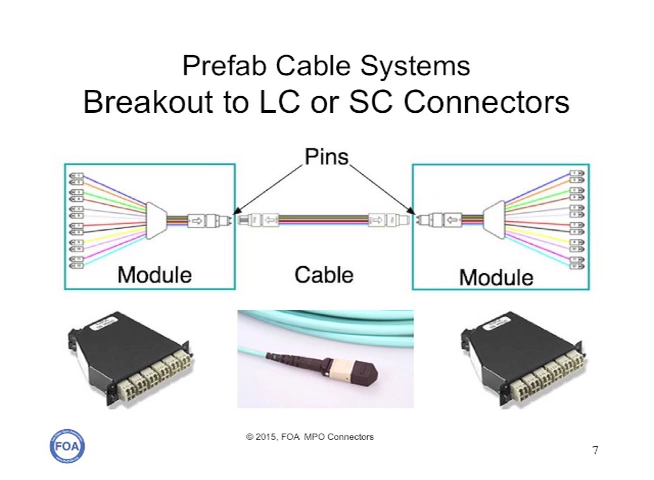 Prefab Cable Systems
Breakout to LC or SC Connectors
Pins
Module
Cable
Module
FOA
© 2015, FOA MPO Connectors
7